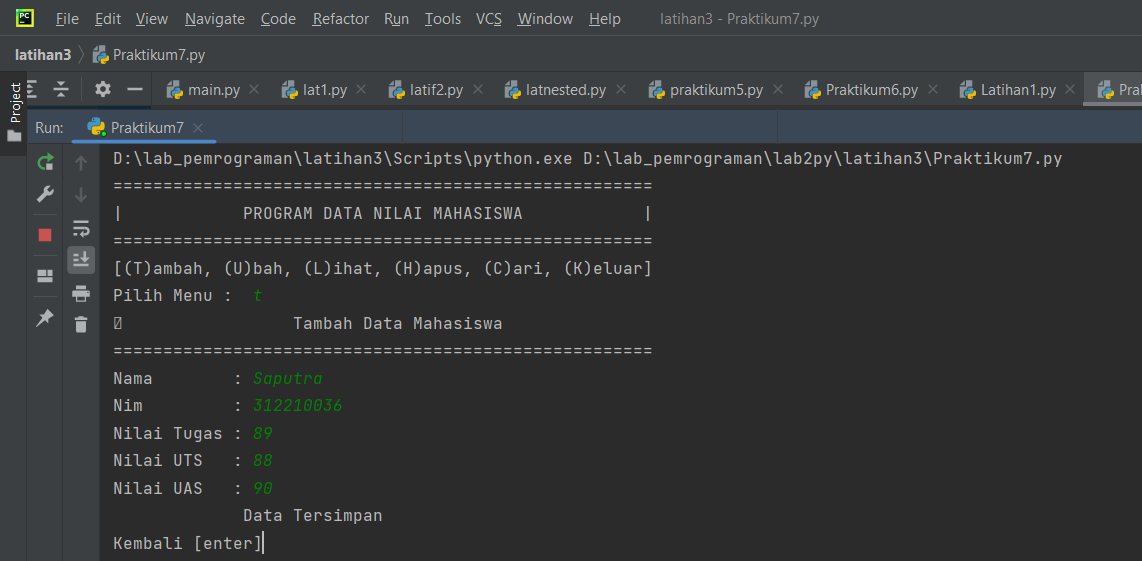 PC File Edit View Navigate Code Refactor Run Tools VCS Window Help latihan3 - Praktikum7.py
latihan3 Praktikum7.py
Project
main.py lat1.py latif2.py latnested.py praktikum5.py Praktikum6.py Latihan1.py Pra
Run: Praktikum7
D:\lab_pemrograman\latihan3\Scripts\python.exe D:\lab_pemrograman\lab2py\latihan3\Praktikum7.py
======================================================
|            PROGRAM DATA NILAI MAHASISWA            |
======================================================
[(T)ambah, (U)bah, (L)ihat, (H)apus, (C)ari, (K)eluar]
Pilih Menu :  t
                  Tambah Data Mahasiswa
======================================================
Nama        : Saputra
Nim         : 312210036
Nilai Tugas : 89
Nilai UTS   : 88
Nilai UAS   : 90
             Data Tersimpan
Kembali [enter]